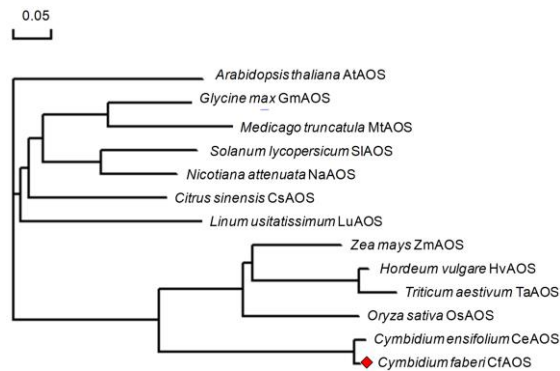 0.05
Arabidopsis thaliana AtAOS
Glycine max GmAOS
Medicago truncatula MtAOS
Solanum lycopersicum SlAOS
Nicotiana attenuata NaAOS
Citrus sinensis CsAOS
Linum usitatissimum LuAOS
Zea mays ZmAOS
Hordeum vulgare HvAOS
Triticum aestivum TaAOS
Oryza sativa OsAOS
Cymbidium ensifolium CeAOS
Cymbidium faberi CfAOS